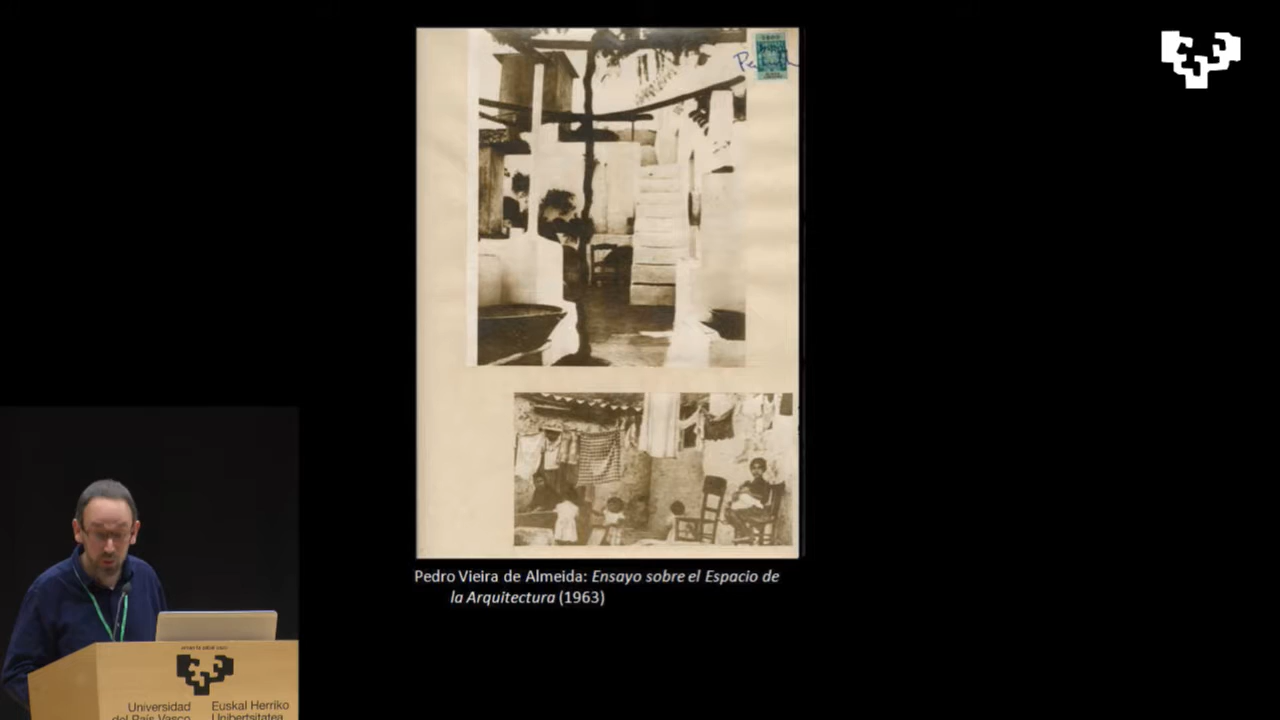 Pedro Vieira de Almeida: Ensayo sobre el Espacio de
la Arquitectura (1963)
Universidad Euskal Herriko
del País Vasco Unibertsitatea